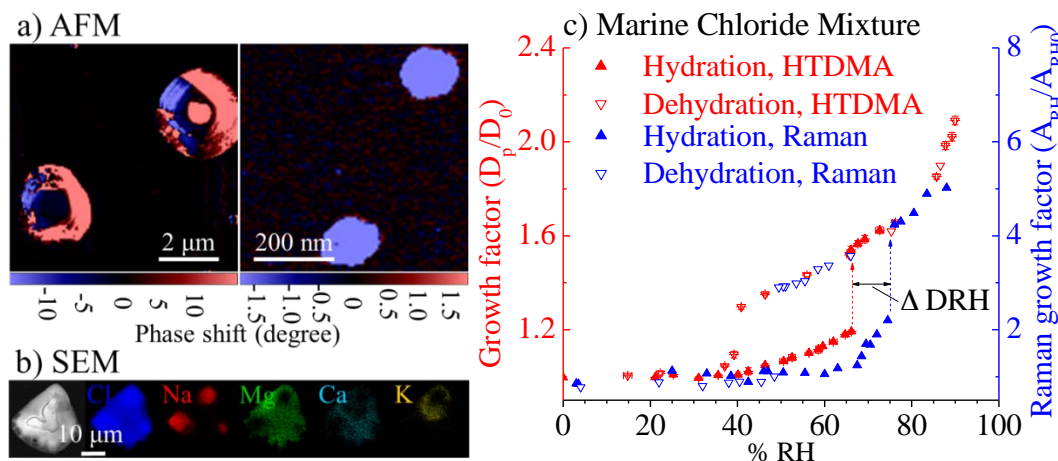 a) AFM
2 μm
200 nm
-10 -5 0 5 10
-1.5 -1.0 -0.5 0.0 0.5 1.0 1.5
Phase shift (degree)
b) SEM
Cl Na Mg Ca K
10 μm
c) Marine Chloride Mixture
Growth factor (Dp/D0)
2.4
2.0
1.6
1.2
Hydration, HTDMA
Dehydration, HTDMA
Hydration, Raman
Dehydration, Raman
Δ DRH
0 20 40 60 80 100
% RH
8
6
4
2
0
Raman growth factor (ARH/ARH0)